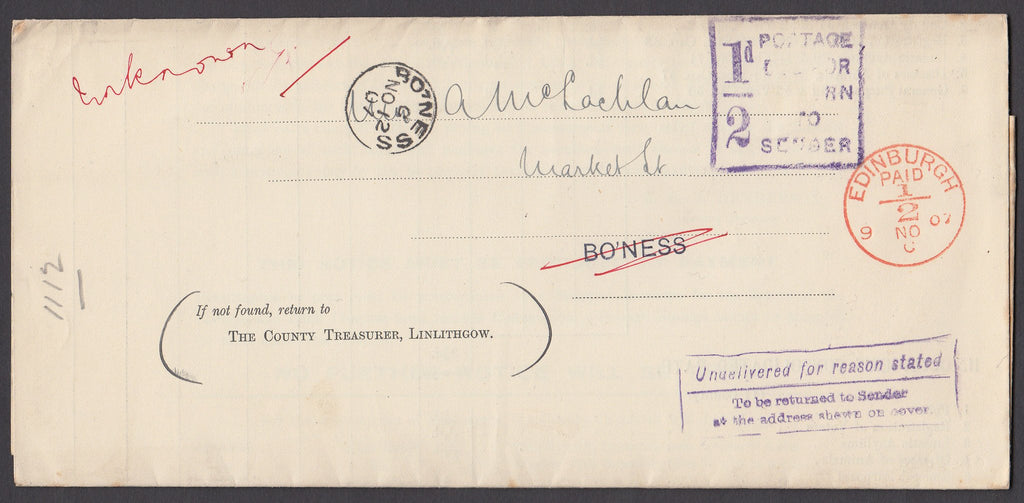 Unknown
A McLachlan
Market St
BO'NESS
If not found, return to
THE COUNTY TREASURER, LINLITHGOW.
1112
BO'NESS
NO 12
07
1d/2
POSTAGE
DUE FOR
RETURN
TO
SENDER
EDINBURGH
PAID
1/2
9 NO 07
C
Undelivered for reason stated
To be returned to Sender
at the address shewn on cover.